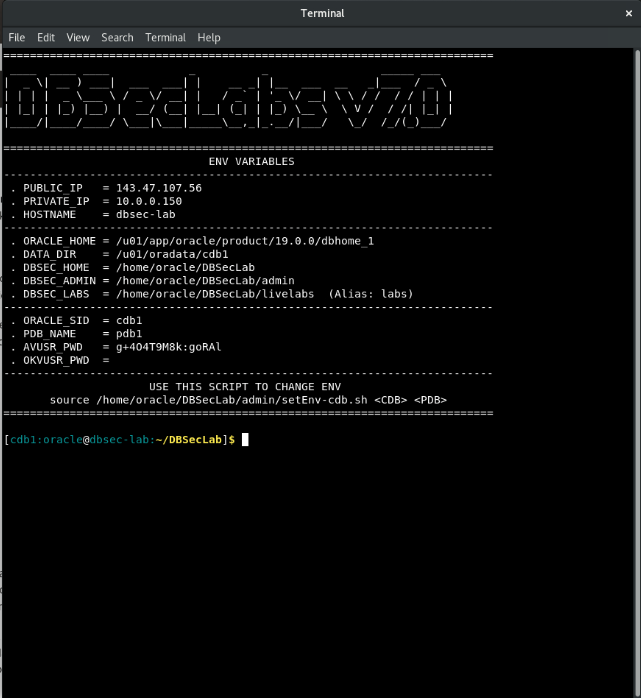 Terminal
File Edit View Search Terminal Help
==========================================================================
DBSecLabs v7.0
==========================================================================
ENV VARIABLES
--------------------------------------------------------------------------
. PUBLIC_IP = 143.47.107.56
. PRIVATE_IP = 10.0.0.150
. HOSTNAME = dbsec-lab
--------------------------------------------------------------------------
. ORACLE_HOME = /u01/app/oracle/product/19.0.0/dbhome_1
. DATA_DIR = /u01/oradata/cdb1
. DBSEC_HOME = /home/oracle/DBSecLab
. DBSEC_ADMIN = /home/oracle/DBSecLab/admin
. DBSEC_LABS = /home/oracle/DBSecLab/livelabs (Alias: labs)
--------------------------------------------------------------------------
. ORACLE_SID = cdb1
. PDB_NAME = pdb1
. AVUSR_PWD = g+4O4T9M8k:goRAl
. OKVUSR_PWD =
--------------------------------------------------------------------------
USE THIS SCRIPT TO CHANGE ENV
source /home/oracle/DBSecLab/admin/setEnv-cdb.sh <CDB> <PDB>
==========================================================================
[cdb1:oracle@dbsec-lab:~/DBSecLab]$